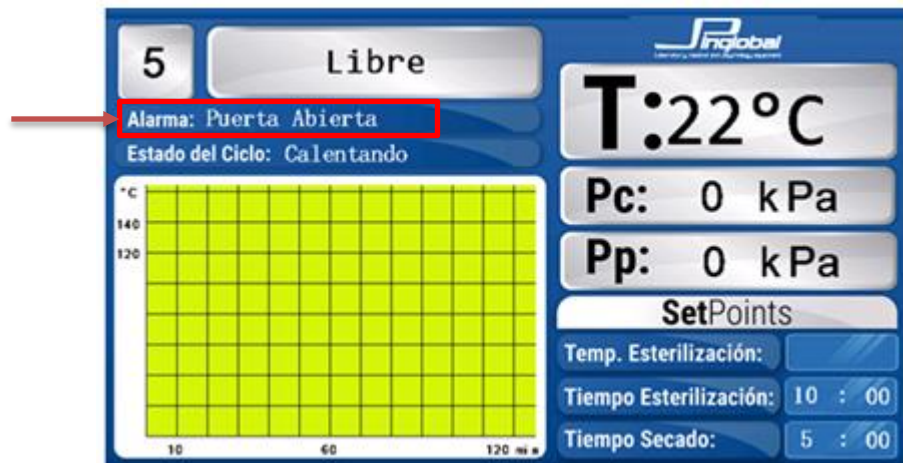 5 Libre
Alarma: Puerta Abierta
Estado del Ciclo: Calentando
°C
140
120
10 60 120 min
Jpinglobal
T:22°C
Pc: 0 kPa
Pp: 0 kPa
SetPoints
Temp. Esterilización:
Tiempo Esterilización: 10 : 00
Tiempo Secado: 5 : 00